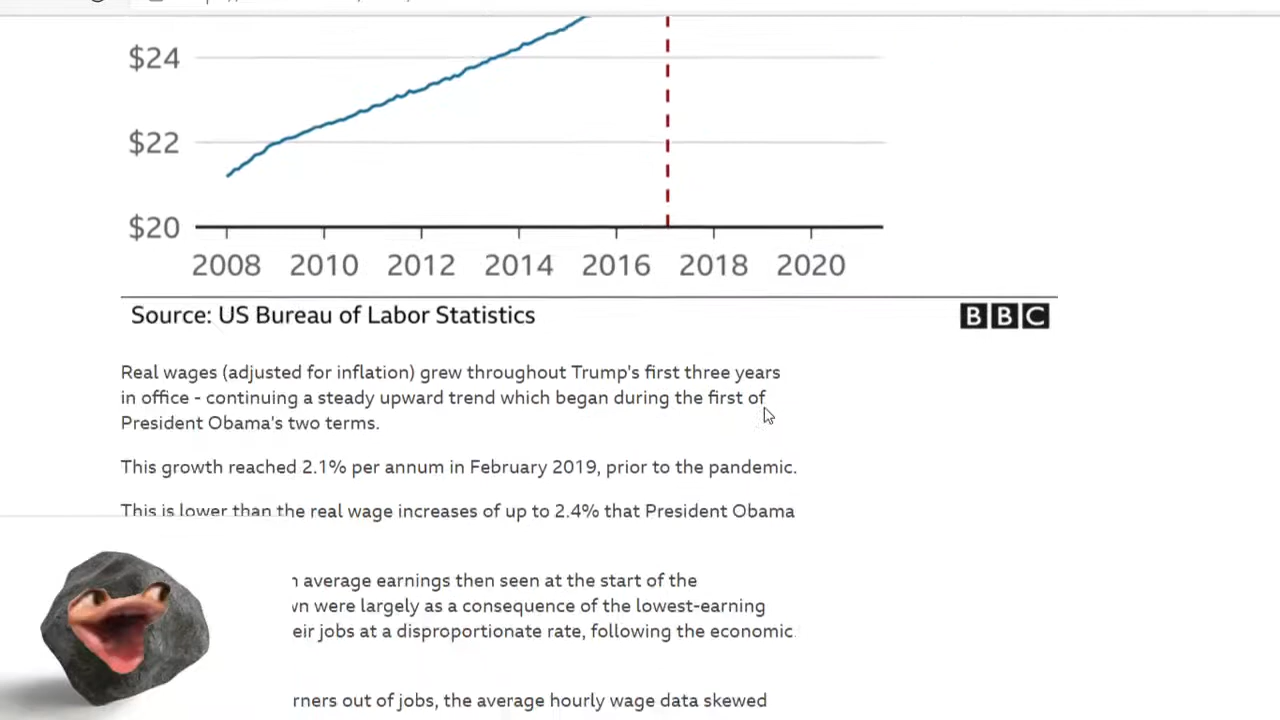 $24
$22
$20
2008 2010 2012 2014 2016 2018 2020
Source: US Bureau of Labor Statistics
BBC
Real wages (adjusted for inflation) grew throughout Trump's first three years
in office - continuing a steady upward trend which began during the first of
President Obama's two terms.
This growth reached 2.1% per annum in February 2019, prior to the pandemic.
This is lower than the real wage increases of up to 2.4% that President Obama
average earnings then seen at the start of the
were largely as a consequence of the lowest-earning
jobs at a disproportionate rate, following the economic
out of jobs, the average hourly wage data skewed